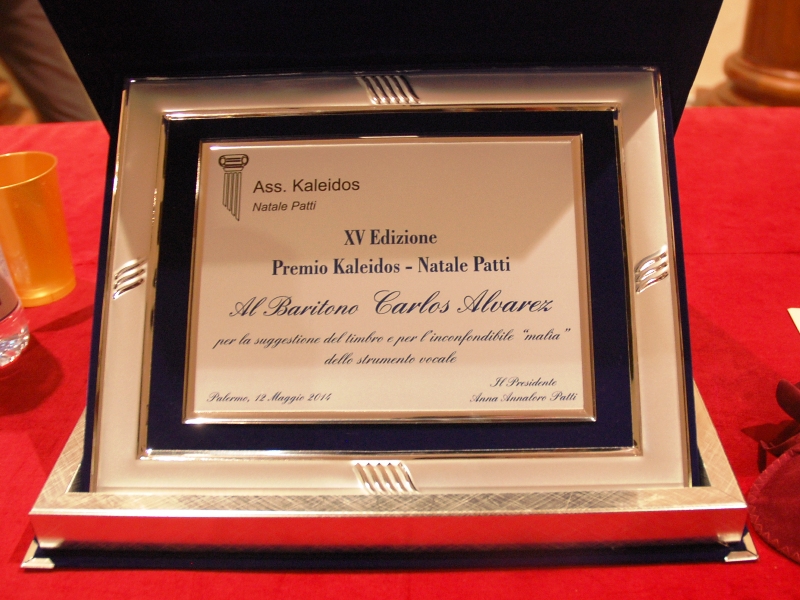 Ass. Kaleidos
Natale Patti
XV Edizione
Premio Kaleidos - Natale Patti
Al Baritono Carlos Alvarez
per la suggestione del timbro e per l'inconfondibile "malia"
dello strumento vocale
Il Presidente
Palermo, 12 Maggio 2014
Anna Annaloro Patti